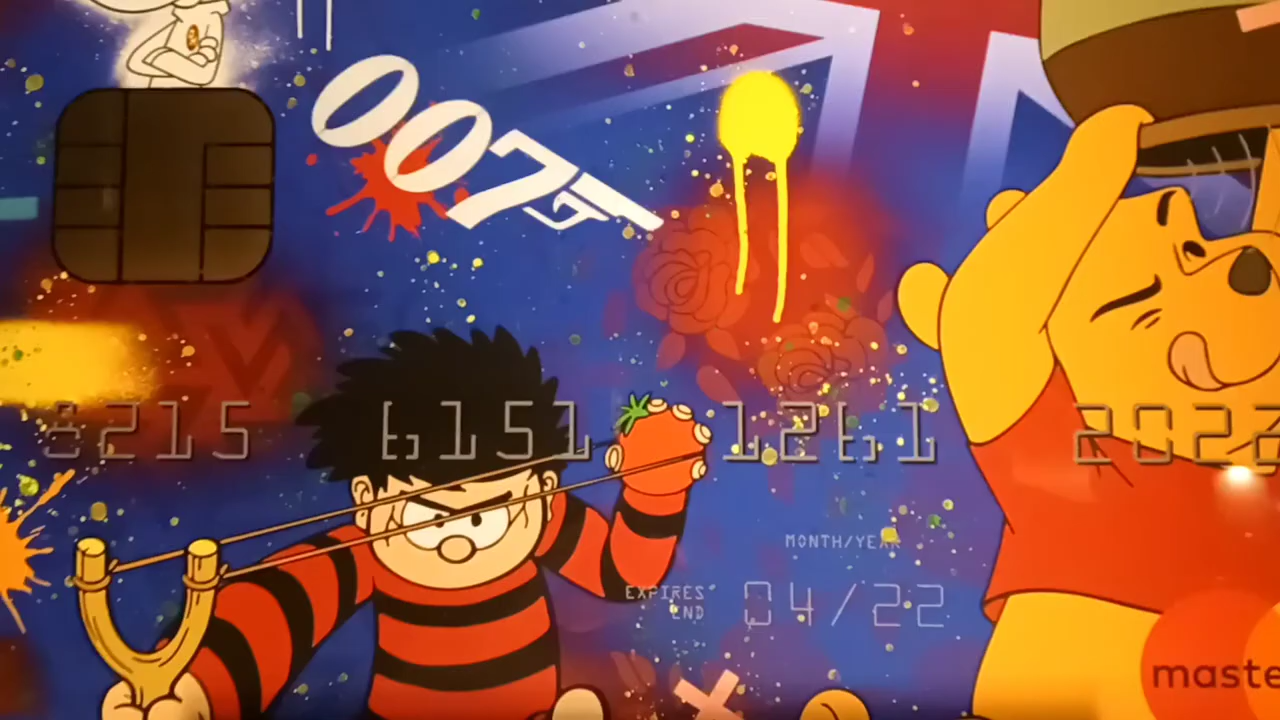 007
8215 6151 1261 2022
MONTH/YEAR
EXPIRES END 04/22
maste